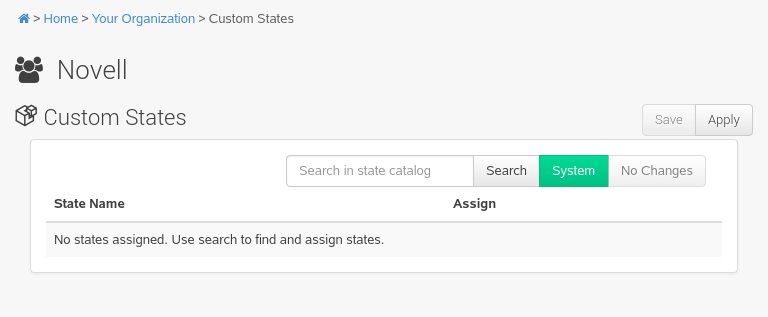 > Home > Your Organization > Custom States
Novell
Custom States
Save Apply
Search in state catalog Search System No Changes
State Name Assign
No states assigned. Use search to find and assign states.